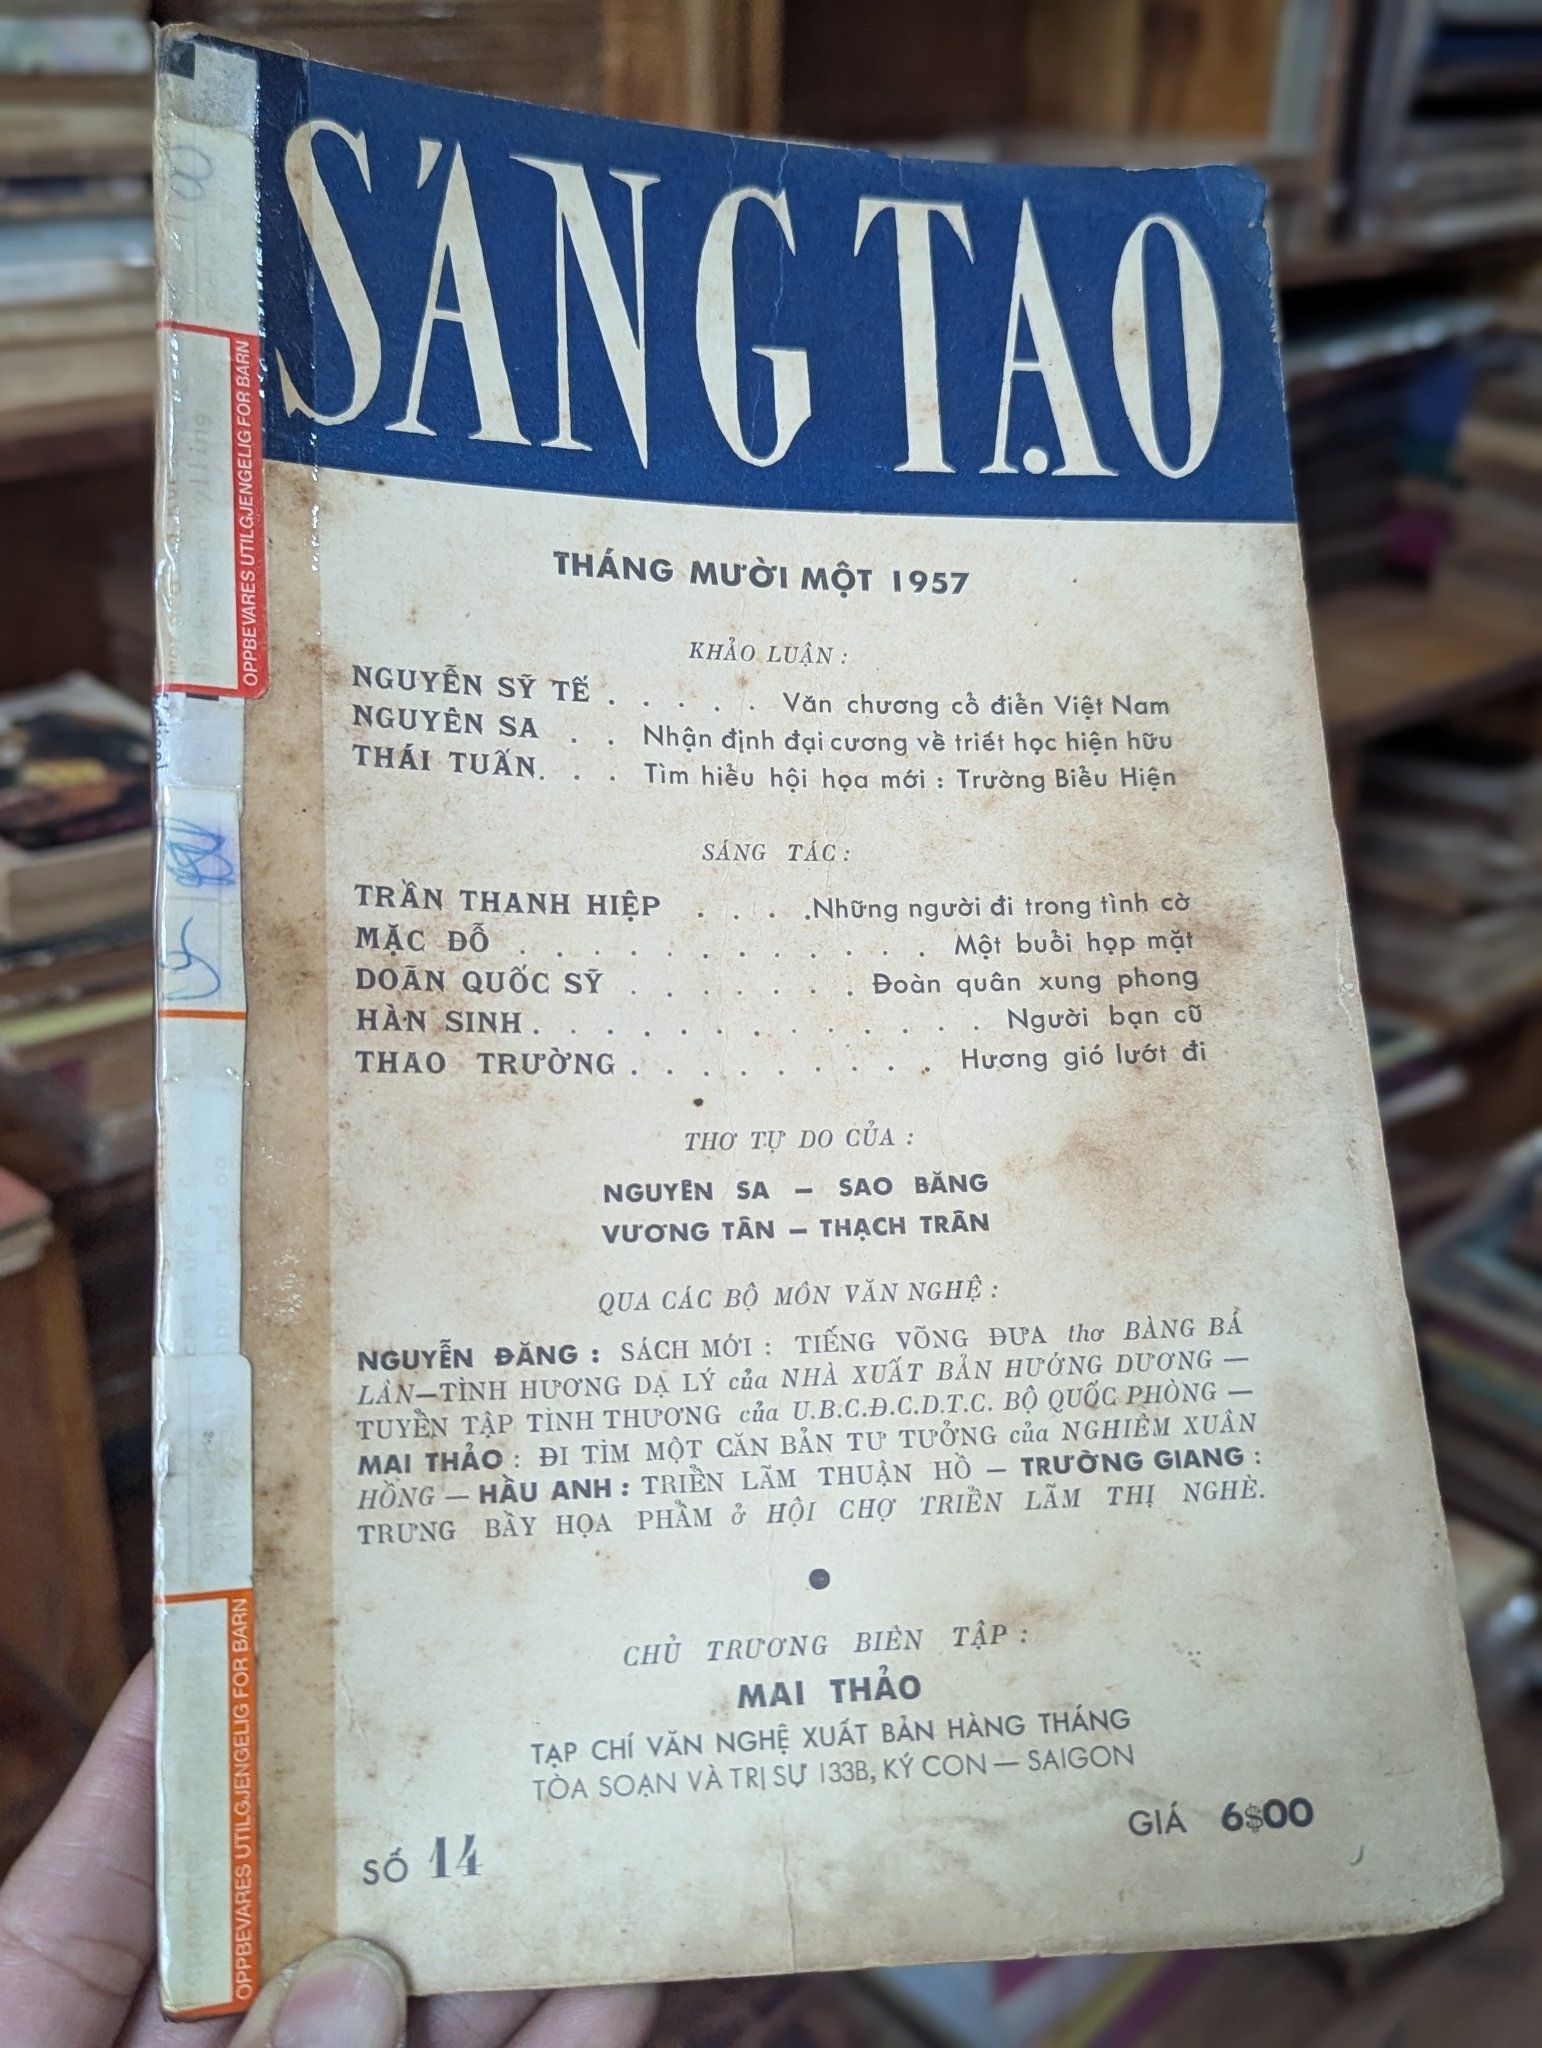 SÁNG TẠO
THÁNG MƯỜI MỘT 1957
KHẢO LUẬN :
NGUYỄN SỸ TẾ . . . . . Văn chương cổ điển Việt Nam
NGUYÊN SA . . Nhận định đại cương về triết học hiện hữu
THÁI TUẤN. . . Tìm hiểu hội họa mới : Trường Biểu Hiện
SÁNG TÁC :
TRẦN THANH HIỆP . . . .Những người đi trong tình cờ
MẶC ĐỖ . . . . . . . . . . . . Một buổi họp mặt
DOÃN QUỐC SỸ . . . . . . . Đoàn quân xung phong
HÀN SINH . . . . . . . . . . . . . Người bạn cũ
THAO TRƯỜNG . . . . . . . . . Hương gió lướt đi
THƠ TỰ DO CỦA :
NGUYÊN SA — SAO BĂNG
VƯƠNG TÂN — THẠCH TRÂN
QUA CÁC BỘ MÔN VĂN NGHỆ :
NGUYỄN ĐĂNG : SÁCH MỚI : TIẾNG VÕNG ĐƯA thơ BÀNG BÁ
LÂN—TÌNH HƯƠNG DẠ LÝ của NHÀ XUẤT BẢN HƯỚNG DƯƠNG —
TUYỂN TẬP TÌNH THƯƠNG của U.B.C.Đ.C.D.T.C. BỘ QUỐC PHÒNG —
MAI THẢO : ĐI TÌM MỘT CĂN BẢN TƯ TƯỞNG của NGHIÊM XUÂN
HỒNG — HẦU ANH : TRIỂN LÃM THUẬN HỒ — TRƯỜNG GIANG :
TRƯNG BẦY HỌA PHẨM ở HỘI CHỢ TRIỂN LÃM THỊ NGHÈ.
CHỦ TRƯƠNG BIÊN TẬP :
MAI THẢO
TẠP CHÍ VĂN NGHỆ XUẤT BẢN HÀNG THÁNG
TÒA SOẠN VÀ TRỊ SỰ 133B, KÝ CON — SAIGON
GIÁ 6$00
SỐ 14
OPPBEVARES UTILGJENGELIG FOR BARN
OPPBEVARES UTILGJENGELIG FOR BARN